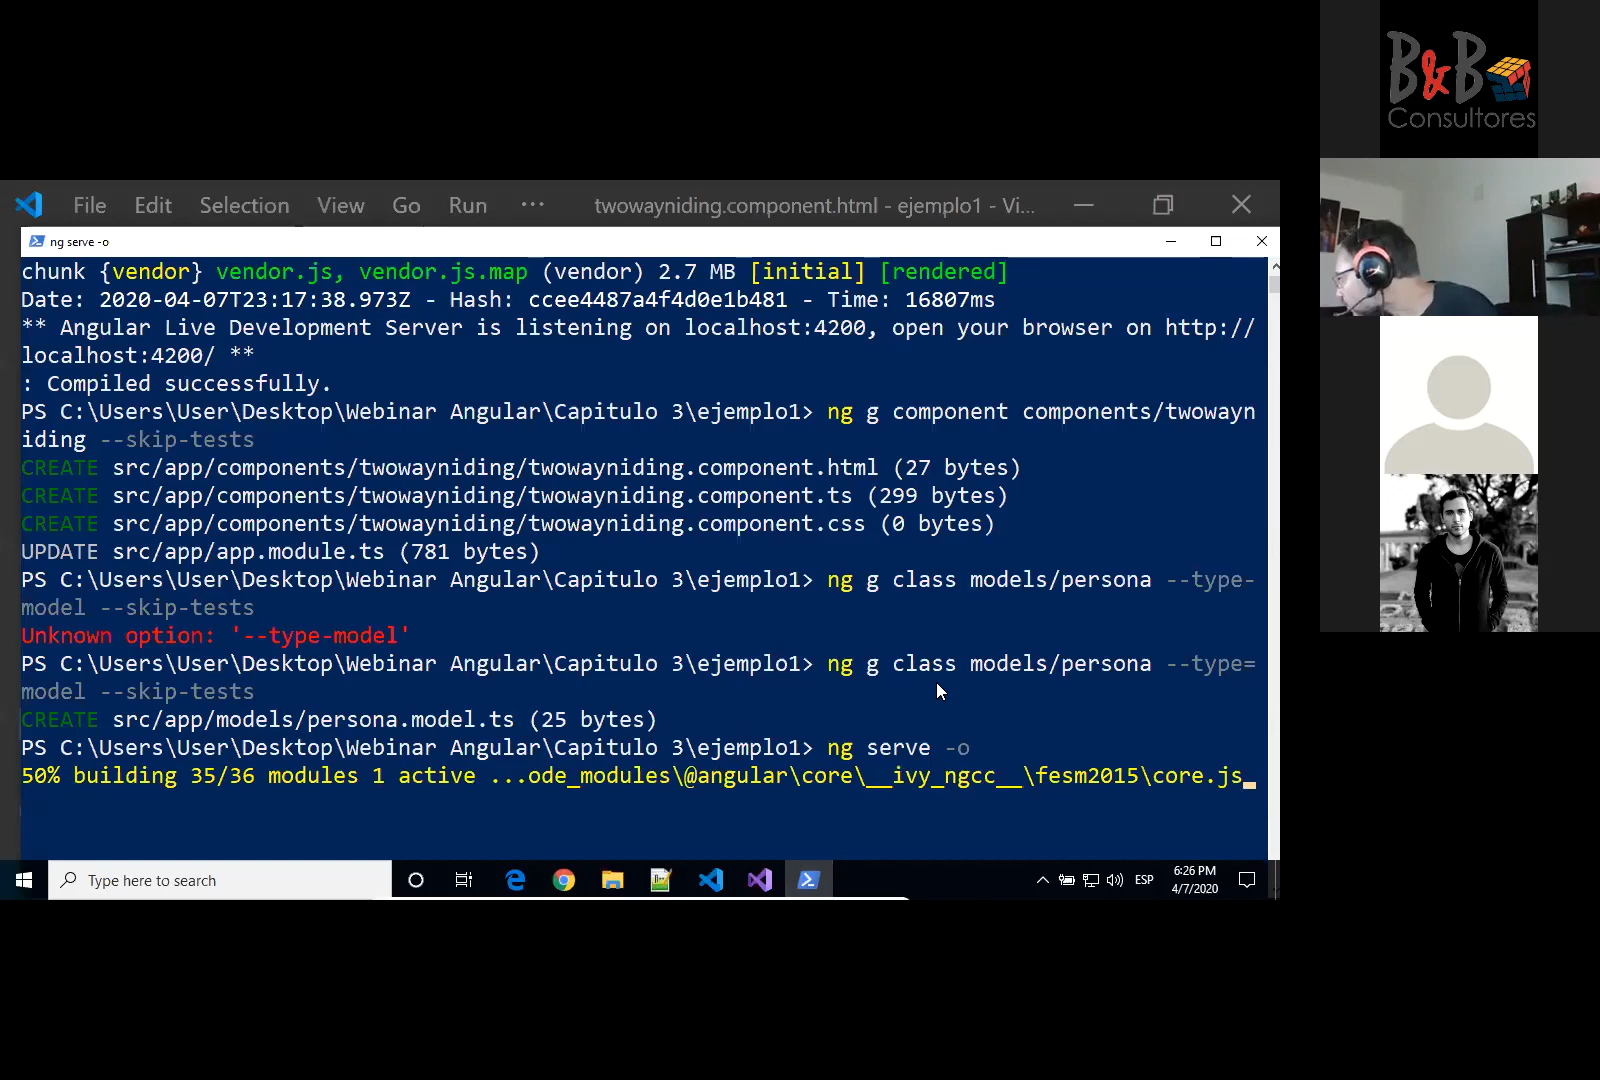 B&B
Consultores
File Edit Selection View Go Run ··· twowayniding.component.html - ejemplo1 - Vi...
ng serve -o
chunk {vendor} vendor.js, vendor.js.map (vendor) 2.7 MB [initial] [rendered]
Date: 2020-04-07T23:17:38.973Z - Hash: ccee4487a4f4d0e1b481 - Time: 16807ms
** Angular Live Development Server is listening on localhost:4200, open your browser on http://
localhost:4200/ **
: Compiled successfully.
PS C:\Users\User\Desktop\Webinar Angular\Capitulo 3\ejemplo1> ng g component components/twowayn
iding --skip-tests
CREATE src/app/components/twowayniding/twowayniding.component.html (27 bytes)
CREATE src/app/components/twowayniding/twowayniding.component.ts (299 bytes)
CREATE src/app/components/twowayniding/twowayniding.component.css (0 bytes)
UPDATE src/app/app.module.ts (781 bytes)
PS C:\Users\User\Desktop\Webinar Angular\Capitulo 3\ejemplo1> ng g class models/persona --type-
model --skip-tests
Unknown option: '--type-model'
PS C:\Users\User\Desktop\Webinar Angular\Capitulo 3\ejemplo1> ng g class models/persona --type=
model --skip-tests
CREATE src/app/models/persona.model.ts (25 bytes)
PS C:\Users\User\Desktop\Webinar Angular\Capitulo 3\ejemplo1> ng serve -o
50% building 35/36 modules 1 active ...ode_modules\@angular\core\__ivy_ngcc__\fesm2015\core.js
Type here to search
ESP
6:26 PM
4/7/2020